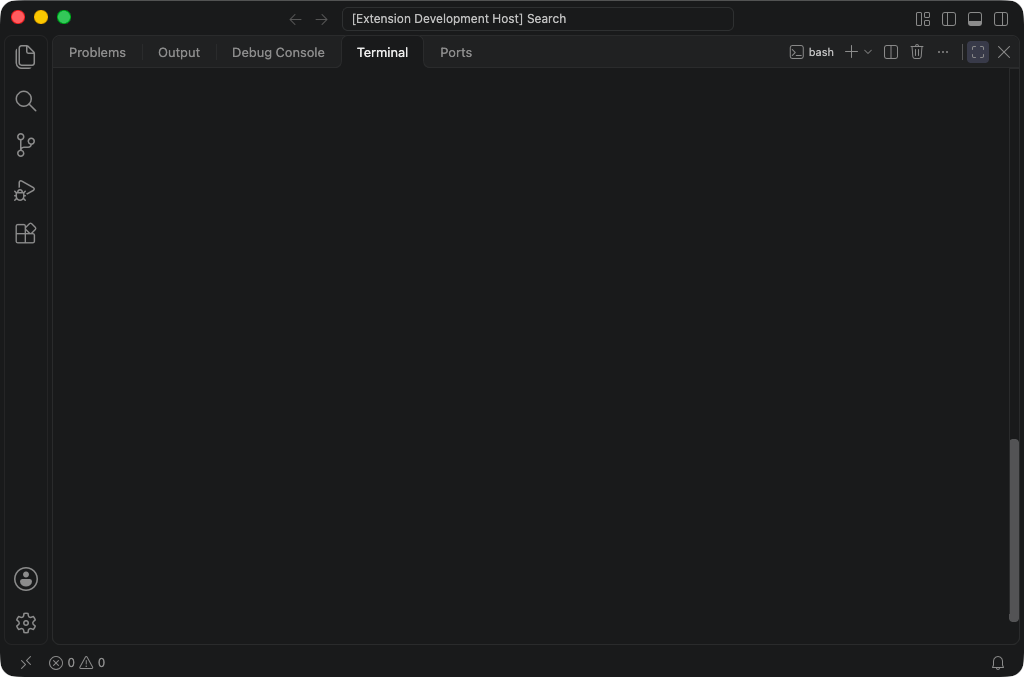 [Extension Development Host] Search
Problems Output Debug Console Terminal Ports bash
0 0